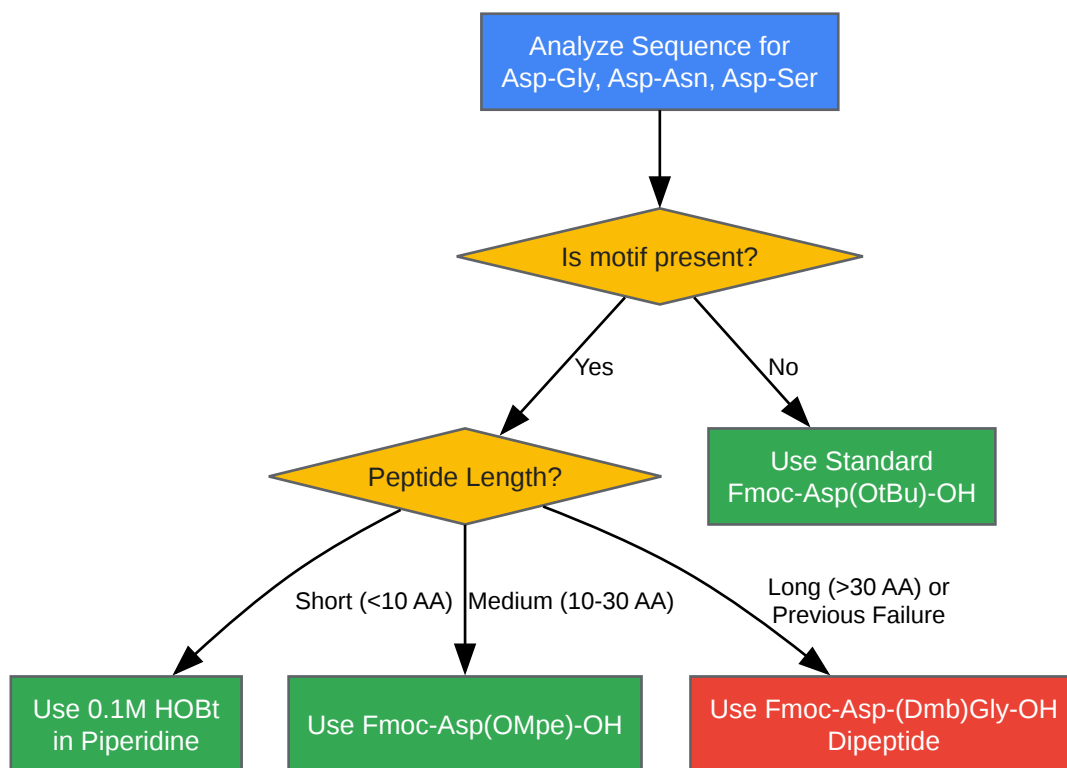 Analyze Sequence for
Asp-Gly, Asp-Asn, Asp-Ser
Is motif present?
Yes
No
Peptide Length?
Use Standard
Fmoc-Asp(OtBu)-OH
Short (<10 AA)
Medium (10-30 AA)
Long (>30 AA) or
Previous Failure
Use 0.1M HOBt
in Piperidine
Use Fmoc-Asp(OMpe)-OH
Use Fmoc-Asp-(Dmb)Gly-OH
Dipeptide